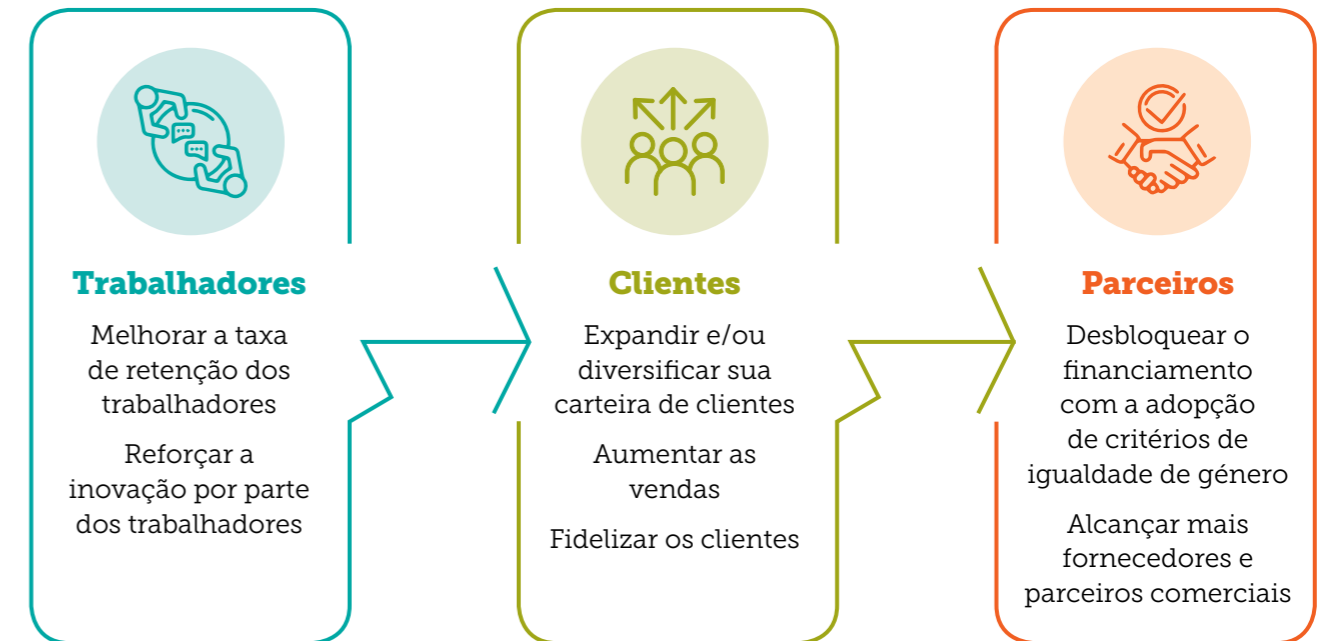 Trabalhadores
Melhorar a taxa
de retenção dos
trabalhadores
Reforçar a
inovação por parte
dos trabalhadores
Clientes
Expandir e/ou
diversificar sua
carteira de clientes
Aumentar as
vendas
Fidelizar os clientes
Parceiros
Desbloquear o
financiamento
com a adopção
de critérios de
igualdade de género
Alcançar mais
fornecedores e
parceiros comerciais